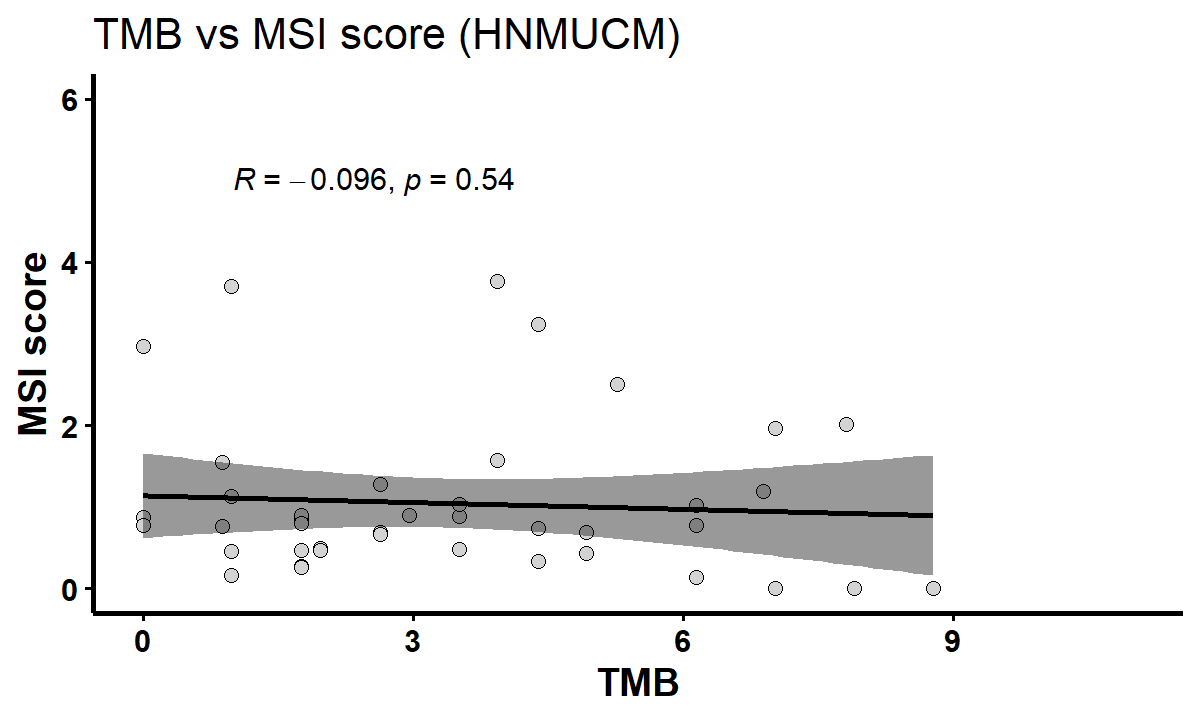 TMB vs MSI score (HNMUCM)
6
R = −0.096, p = 0.54
4
MSI score
2
0
0 3 6 9
TMB